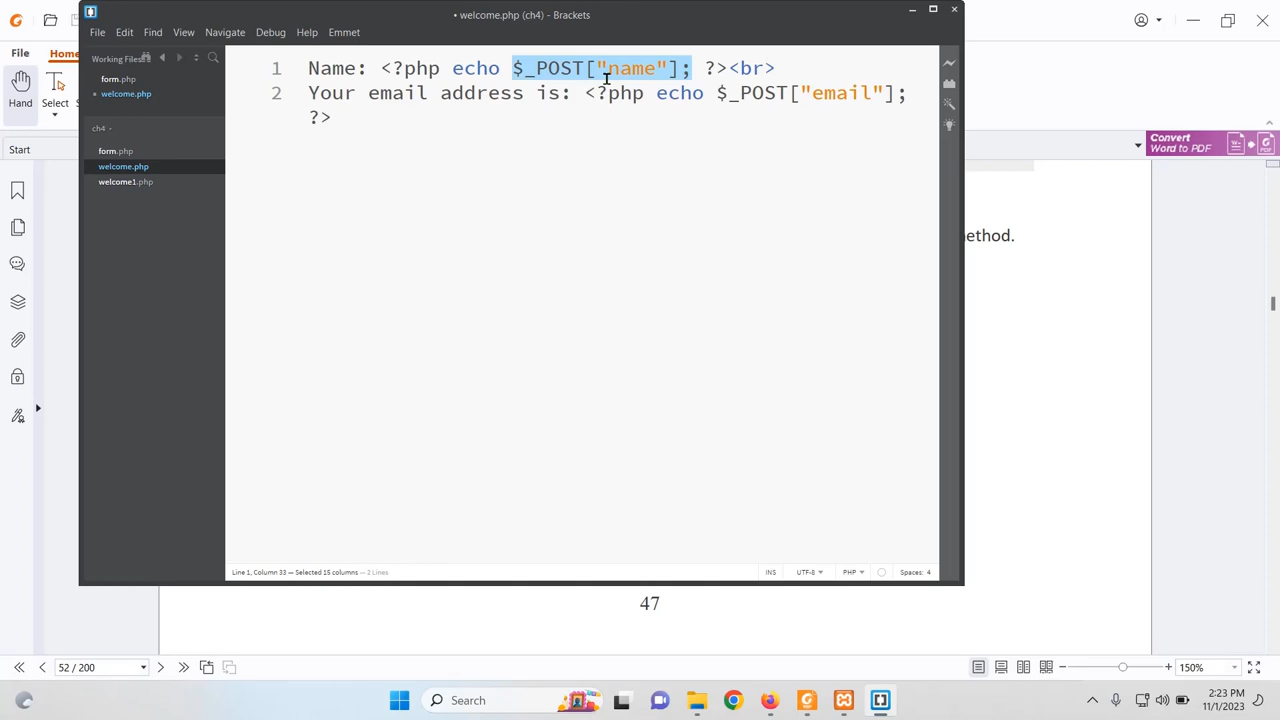 • welcome.php (ch4) - Brackets
File Edit View Navigate Debug Help Emmet
Find
File
Home
Hand
Select
Start
Working Files
form.php
• welcome.php
ch4
form.php
welcome.php
welcome1.php
1 Name: <?php echo $_POST["name"]; ?><br>
2 Your email address is: <?php echo $_POST["email"];
?>
Line 1, Column 33 — Selected 15 columns — 2 Lines
INS UTF-8 PHP Spaces: 4
Convert
Word to PDF
ethod.
47
52 / 200
150%
Search
2:23 PM
11/1/2023